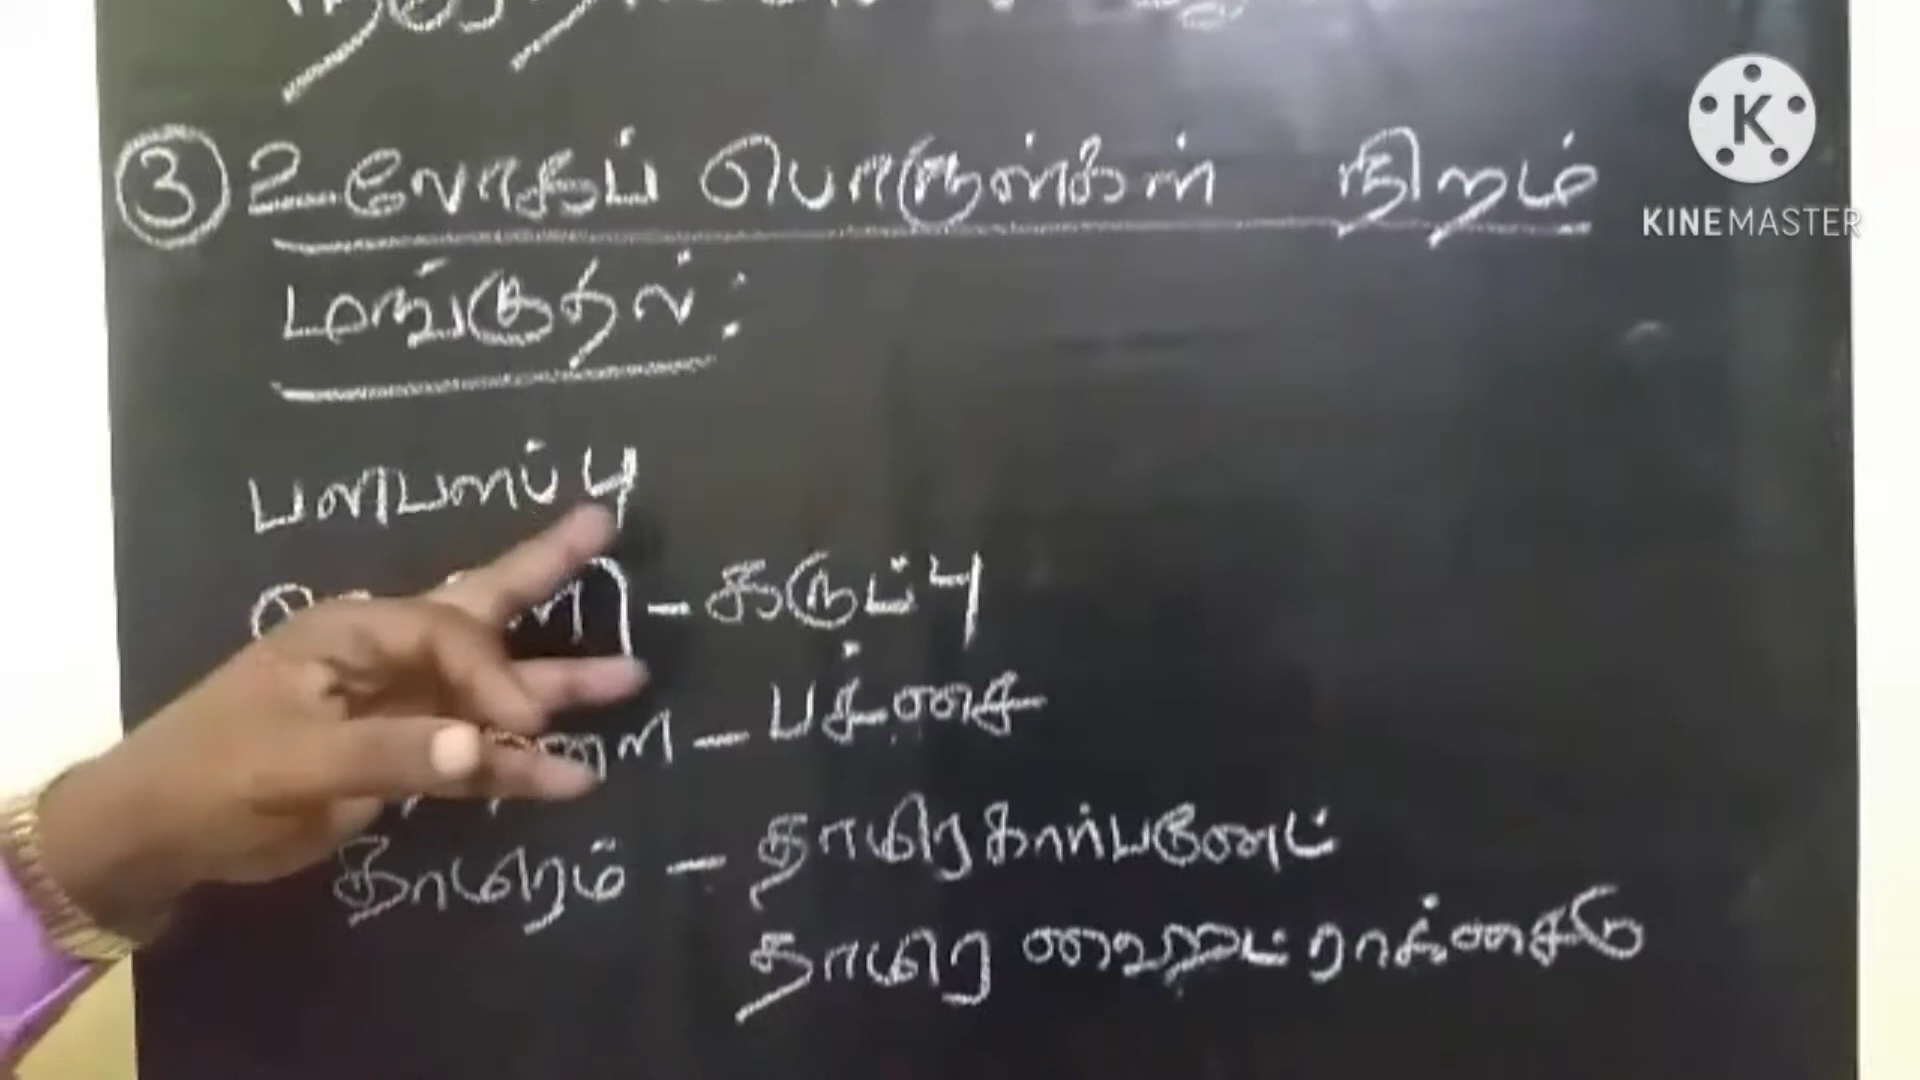 ③ உலோகப் பொருள்கள் நிறம்
மங்குதல்:
பளபளப்பு
– கருப்பு
– பச்சை
தாமிரம் – தாமிரகார்பனேட்
தாமிர ஹைட்ராக்சைடு
K
KINEMASTER